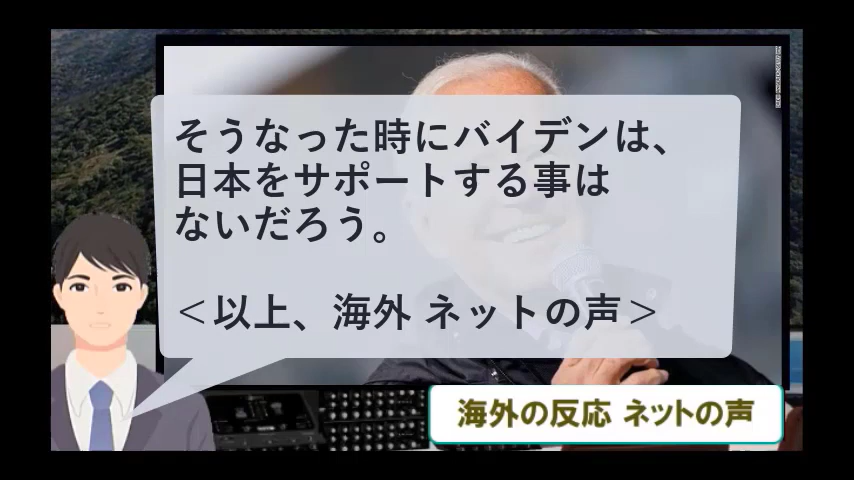 そうなった時にバイデンは、
日本をサポートする事は
ないだろう。
＜以上、海外 ネットの声＞
海外の反応 ネットの声